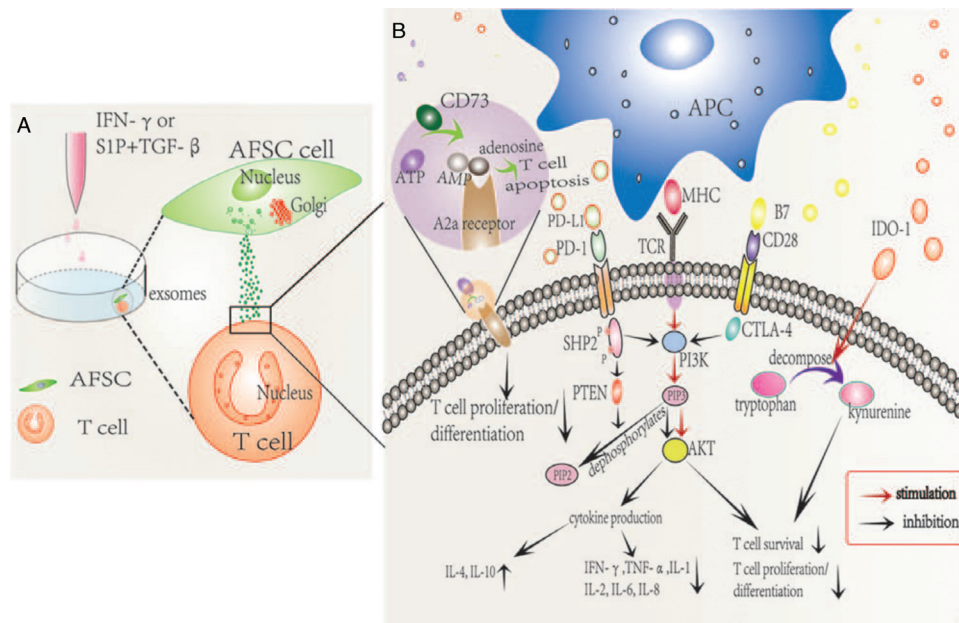 A
IFN- γ or
S1P+TGF- β
AFSC cell
Nucleus
Golgi
exsomes
AFSC
T cell
Nucleus
T cell
B
CD73
ATP
AMP
adenosine
T cell
apoptosis
A2a receptor
APC
MHC
TCR
PD-L1
PD-1
B7
CD28
IDO-1
CTLA-4
SHP2
P
P
PI3K
PTEN
PIP3
dephosphorylates
AKT
PIP2
T cell proliferation/
differentiation
decompose
tryptophan
kynurenine
stimulation
inhibition
cytokine production
IL-4, IL-10
IFN- γ ,TNF- α ,IL-1
IL-2, IL-6, IL-8
T cell survival
T cell proliferation/
differentiation